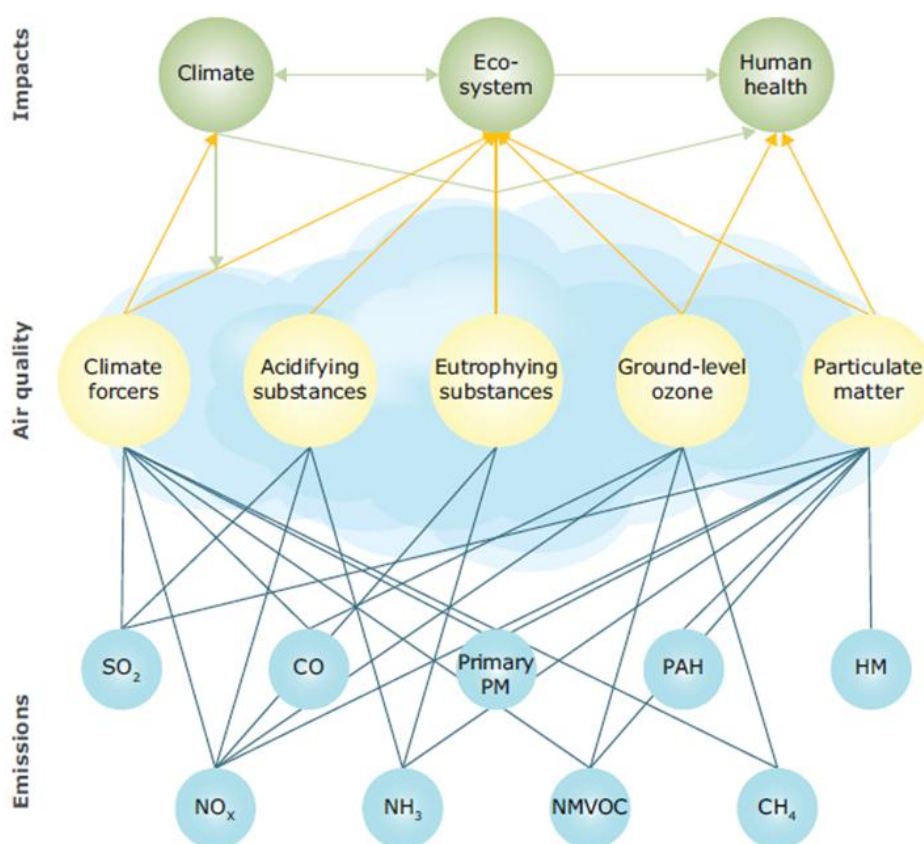 Impacts
Climate
Eco-
system
Human
health
Air quality
Climate
forcers
Acidifying
substances
Eutrophying
substances
Ground-level
ozone
Particulate
matter
Emissions
SO₂
CO
Primary
PM
PAH
HM
NOₓ
NH₃
NMVOC
CH₄